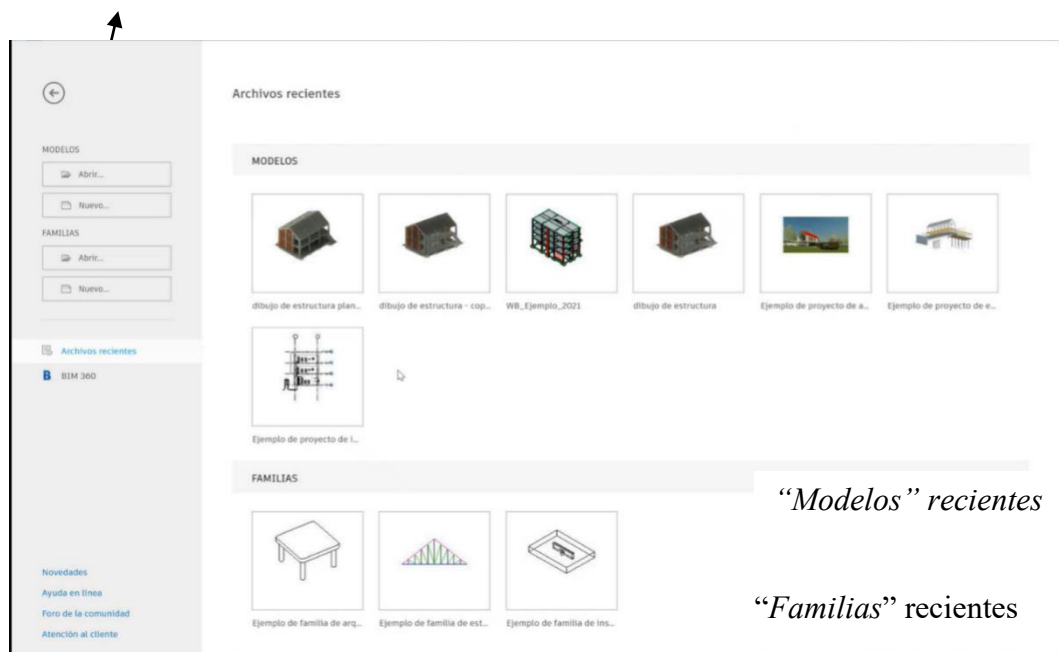 Archivos recientes
MODELOS
Abrir...
Nuevo...
FAMILIAS
Abrir...
Nuevo...
Archivos recientes
B BIM 360
Novedades
Ayuda en línea
Foro de la comunidad
Atención al cliente
MODELOS
dibujo de estructura plan... dibujo de estructura - cop... WB_Ejemplo_2021 dibujo de estructura Ejemplo de proyecto de a... Ejemplo de proyecto de e...
Ejemplo de proyecto de i...
FAMILIAS
“Modelos” recientes
Ejemplo de familia de arq... Ejemplo de familia de est... Ejemplo de familia de ins...
“Familias” recientes